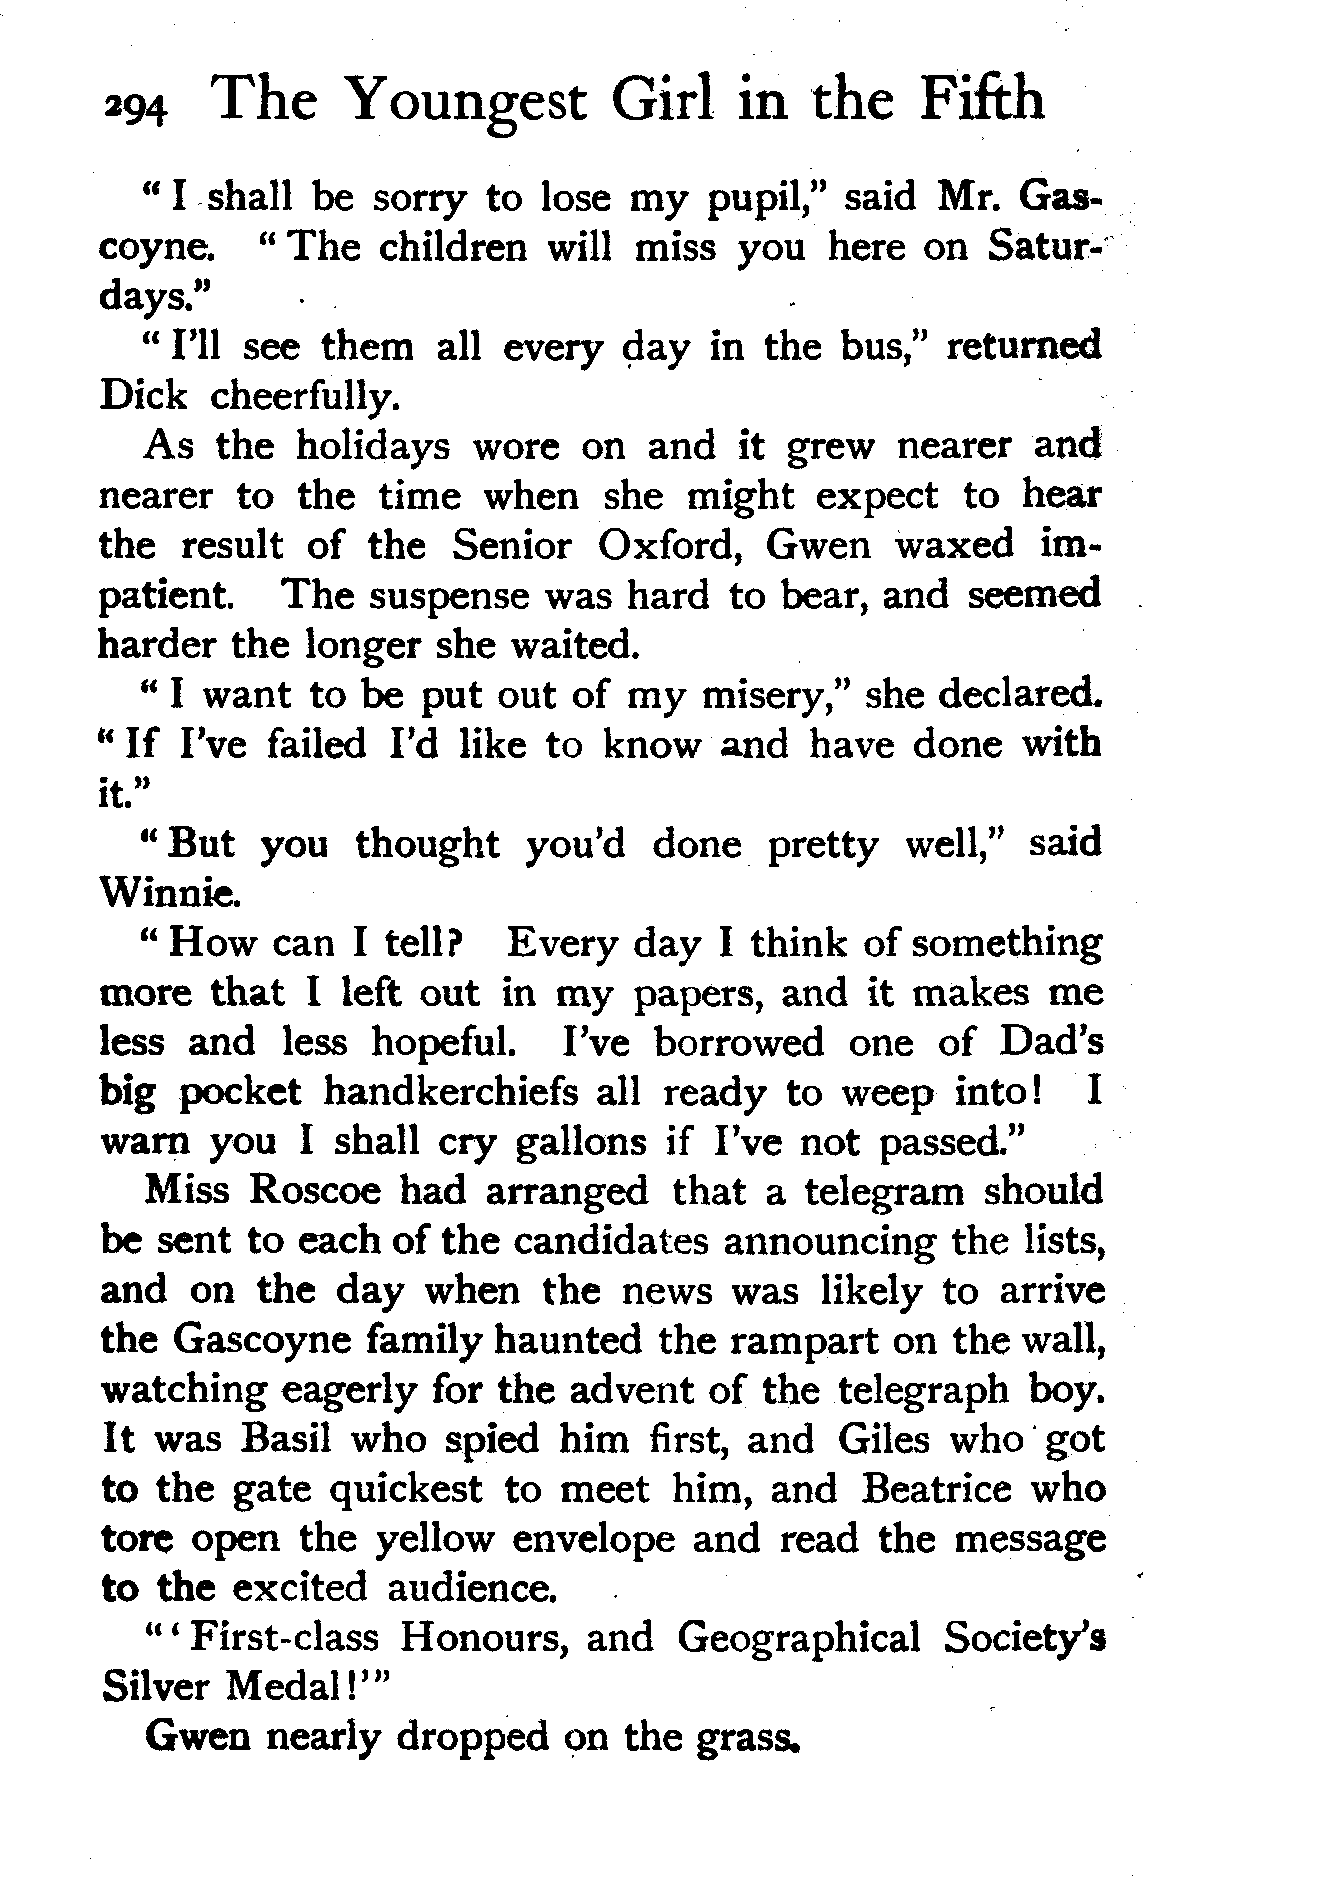 294 The Youngest Girl in the Fifth
“ I shall be sorry to lose my pupil,” said Mr. Gas-
coyne. “ The children will miss you here on Satur-
days.”
“ I’ll see them all every day in the bus,” returned
Dick cheerfully.
As the holidays wore on and it grew nearer and
nearer to the time when she might expect to hear
the result of the Senior Oxford, Gwen waxed im-
patient. The suspense was hard to bear, and seemed
harder the longer she waited.
“ I want to be put out of my misery,” she declared.
“ If I’ve failed I’d like to know and have done with
it.”
“ But you thought you’d done pretty well,” said
Winnie.
“ How can I tell? Every day I think of something
more that I left out in my papers, and it makes me
less and less hopeful. I’ve borrowed one of Dad’s
big pocket handkerchiefs all ready to weep into! I
warn you I shall cry gallons if I’ve not passed.”
Miss Roscoe had arranged that a telegram should
be sent to each of the candidates announcing the lists,
and on the day when the news was likely to arrive
the Gascoyne family haunted the rampart on the wall,
watching eagerly for the advent of the telegraph boy.
It was Basil who spied him first, and Giles who got
to the gate quickest to meet him, and Beatrice who
tore open the yellow envelope and read the message
to the excited audience.
“ ‘ First-class Honours, and Geographical Society’s
Silver Medal!’”
Gwen nearly dropped on the grass.